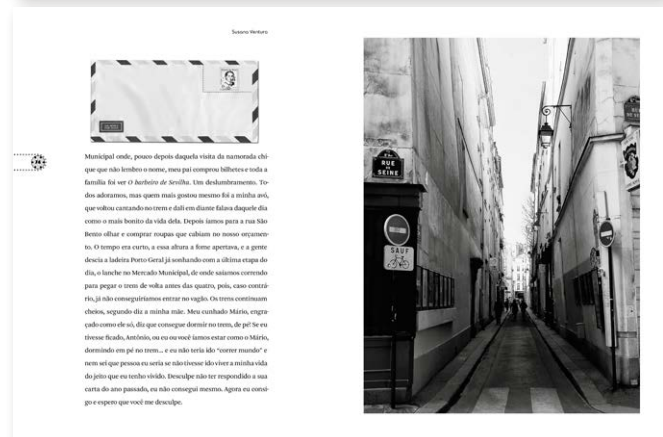 Susana Ventura
74
Municipal onde, pouco depois daquela visita da namorada chi-
que que não lembro o nome, meu pai comprou bilhetes e toda a
família foi ver O barbeiro de Sevilha. Um deslumbramento. To-
dos adoramos, mas quem mais gostou mesmo foi a minha avó,
que voltou cantando no trem e dali em diante falava daquele dia
como o mais bonito da vida dela. Depois íamos para a rua São
Bento olhar e comprar roupas que cabiam no nosso orçamen-
to. O tempo era curto, a essa altura a fome apertava, e a gente
descia a ladeira Porto Geral já sonhando com a última etapa do
dia, o lanche no Mercado Municipal, de onde saíamos correndo
para pegar o trem de volta antes das quatro, pois, caso contrá-
rio, já não conseguiríamos entrar no vagão. Os trens continuam
cheios, segundo diz a minha mãe. Meu cunhado Mário, engra-
çado como ele só, diz que consegue dormir no trem, de pé! Se eu
tivesse ficado, António, ou eu ou você íamos estar como o Mário,
dormindo em pé no trem... e eu não teria ido “correr mundo” e
nem sei que pessoa eu seria se não tivesse ido viver a minha vida
do jeito que eu tenho vivido. Desculpe não ter respondido a sua
carta do ano passado, eu não consegui mesmo. Agora eu consi-
go e espero que você me desculpe.
RUE
DE
SEINE
SAUF